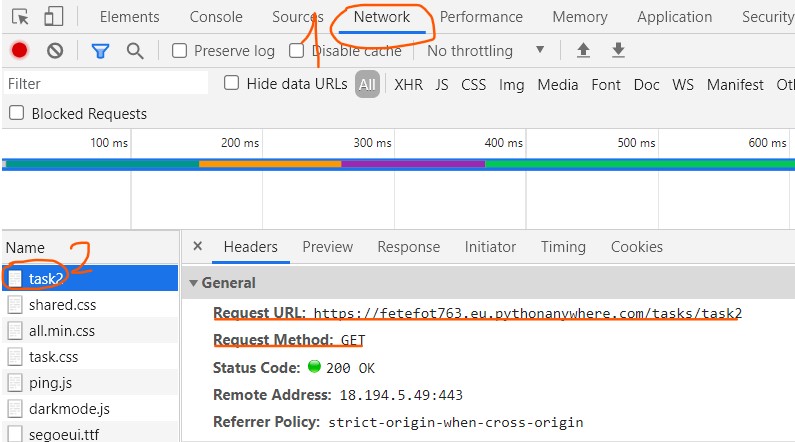 Elements Console Sources Network Performance Memory Application Security
1
Preserve log Disable cache No throttling
Filter Hide data URLs All XHR JS CSS Img Media Font Doc WS Manifest Oth
Blocked Requests
100 ms 200 ms 300 ms 400 ms 500 ms 600 ms
Name 2 × Headers Preview Response Initiator Timing Cookies
task2
General
shared.css
Request URL: https://fetefot763.eu.pythonanywhere.com/tasks/task2
all.min.css
Request Method: GET
task.css
Status Code: 200 OK
ping.js
Remote Address: 18.194.5.49:443
darkmode.js
Referrer Policy: strict-origin-when-cross-origin
segoeui.ttf